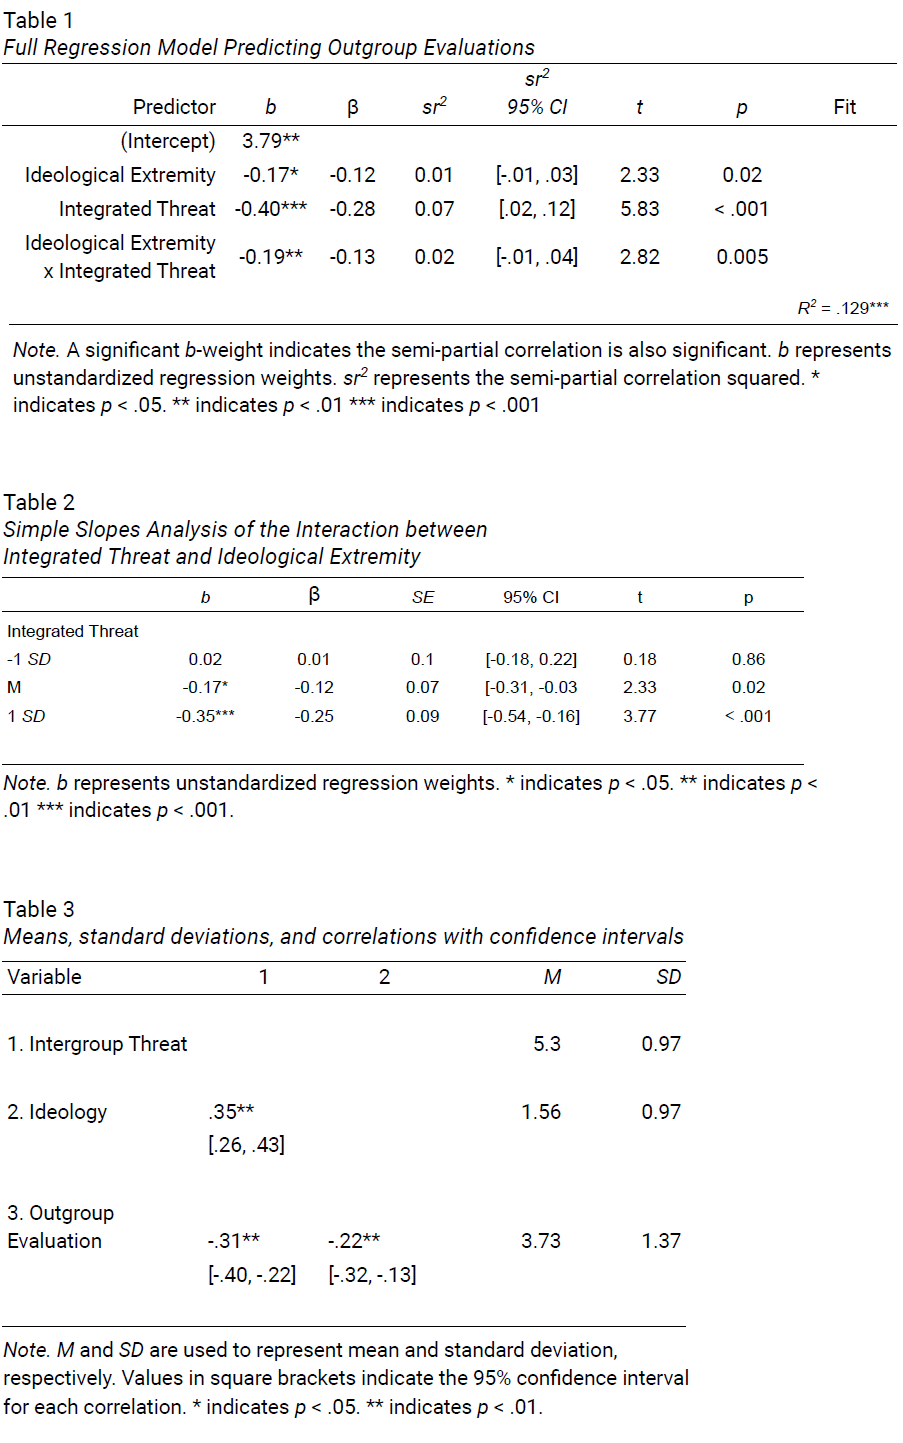 Table 1
Full Regression Model Predicting Outgroup Evaluations
Predictor b β sr² sr² 95% CI t p Fit
(Intercept) 3.79**
Ideological Extremity -0.17* -0.12 0.01 [-.01, .03] 2.33 0.02
Integrated Threat -0.40*** -0.28 0.07 [.02, .12] 5.83 < .001
Ideological Extremity x Integrated Threat -0.19** -0.13 0.02 [-.01, .04] 2.82 0.005
R² = .129***
Note. A significant b-weight indicates the semi-partial correlation is also significant. b represents
unstandardized regression weights. sr² represents the semi-partial correlation squared. *
indicates p < .05. ** indicates p < .01 *** indicates p < .001
Table 2
Simple Slopes Analysis of the Interaction between
Integrated Threat and Ideological Extremity
b β SE 95% CI t p
Integrated Threat
-1 SD 0.02 0.01 0.1 [-0.18, 0.22] 0.18 0.86
M -0.17* -0.12 0.07 [-0.31, -0.03 2.33 0.02
1 SD -0.35*** -0.25 0.09 [-0.54, -0.16] 3.77 < .001
Note. b represents unstandardized regression weights. * indicates p < .05. ** indicates p <
.01 *** indicates p < .001.
Table 3
Means, standard deviations, and correlations with confidence intervals
Variable 1 2 M SD
1. Intergroup Threat 5.3 0.97
2. Ideology .35** 1.56 0.97
[.26, .43]
3. Outgroup
Evaluation -.31** -.22** 3.73 1.37
[-.40, -.22] [-.32, -.13]
Note. M and SD are used to represent mean and standard deviation,
respectively. Values in square brackets indicate the 95% confidence interval
for each correlation. * indicates p < .05. ** indicates p < .01.